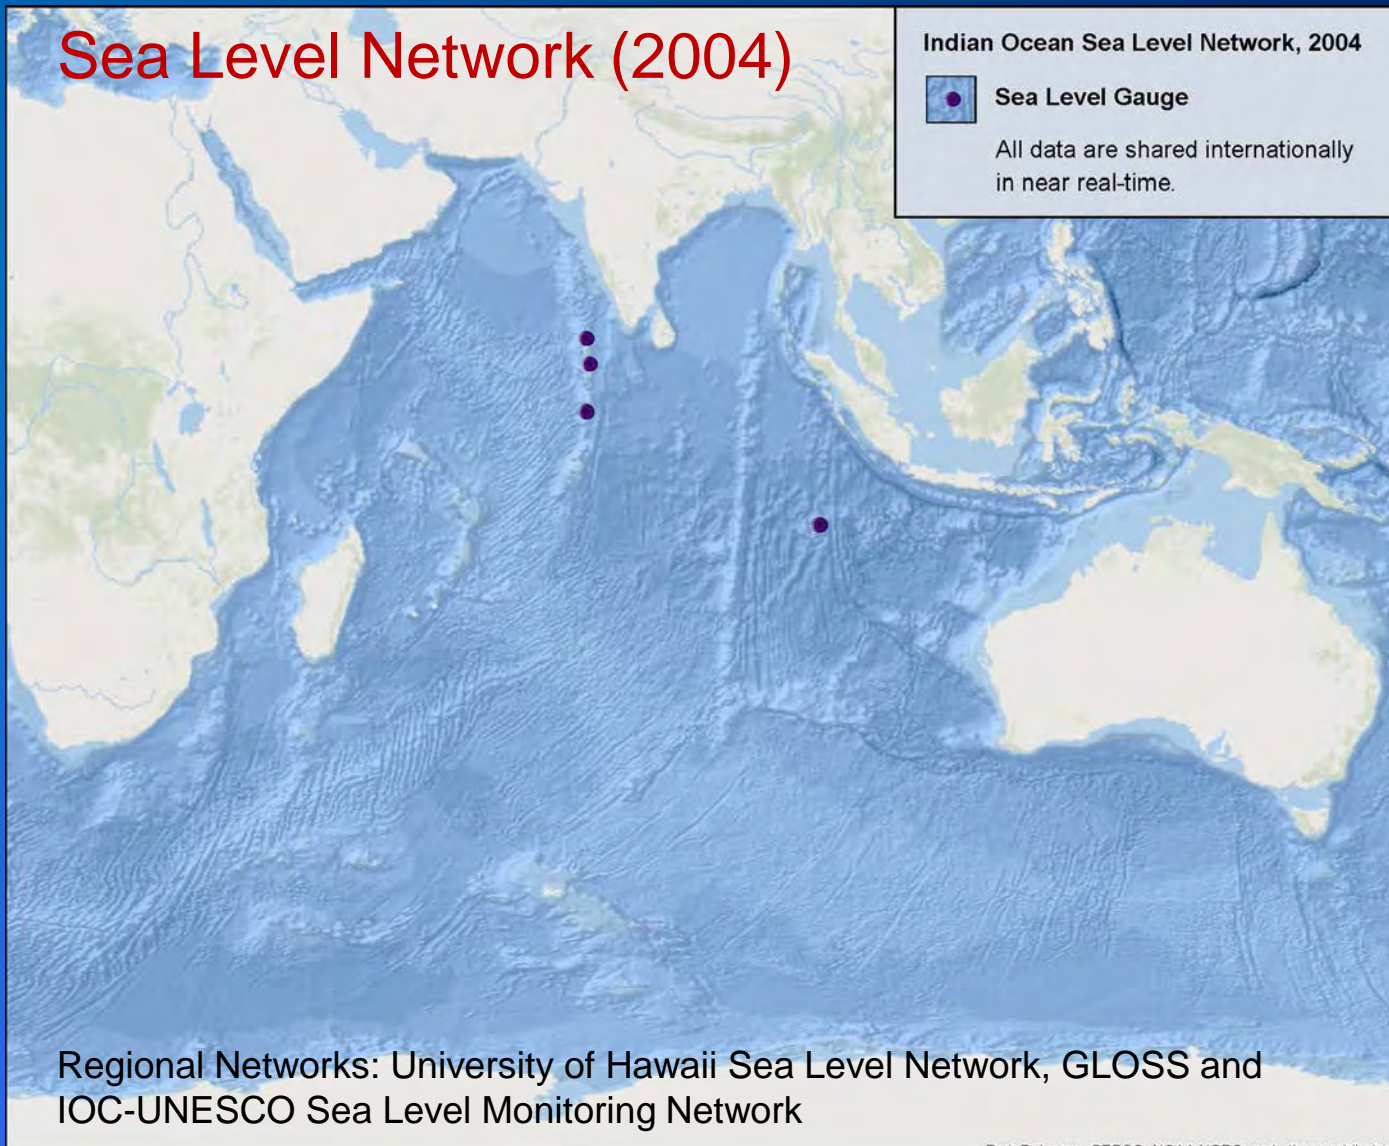 Sea Level Network (2004)
Indian Ocean Sea Level Network, 2004
Sea Level Gauge
All data are shared internationally
in near real-time.
Regional Networks: University of Hawaii Sea Level Network, GLOSS and
IOC-UNESCO Sea Level Monitoring Network